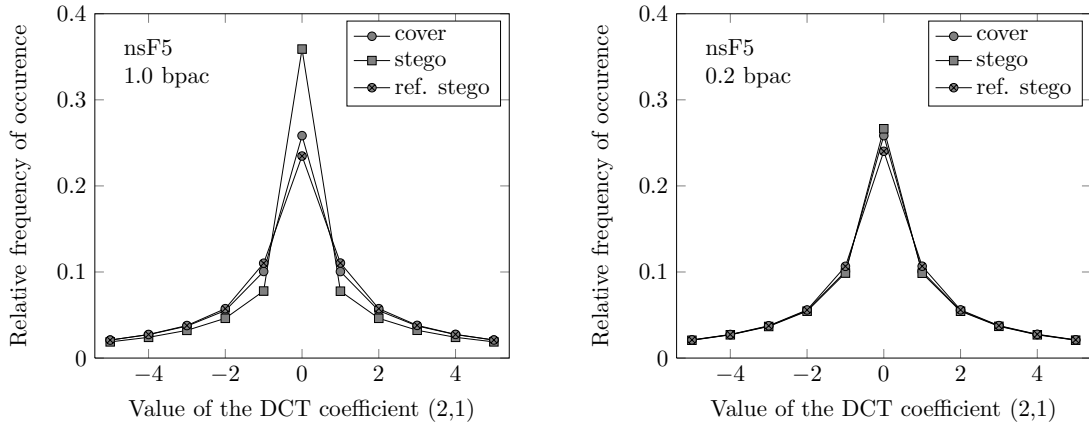 Relative frequency of occurence
0.4
0.3
0.2
0.1
0
nsF5
1.0 bpac
cover
stego
ref. stego
−4
−2
0
2
4
Value of the DCT coefficient (2,1)
Relative frequency of occurence
0.4
0.3
0.2
0.1
0
nsF5
0.2 bpac
cover
stego
ref. stego
−4
−2
0
2
4
Value of the DCT coefficient (2,1)